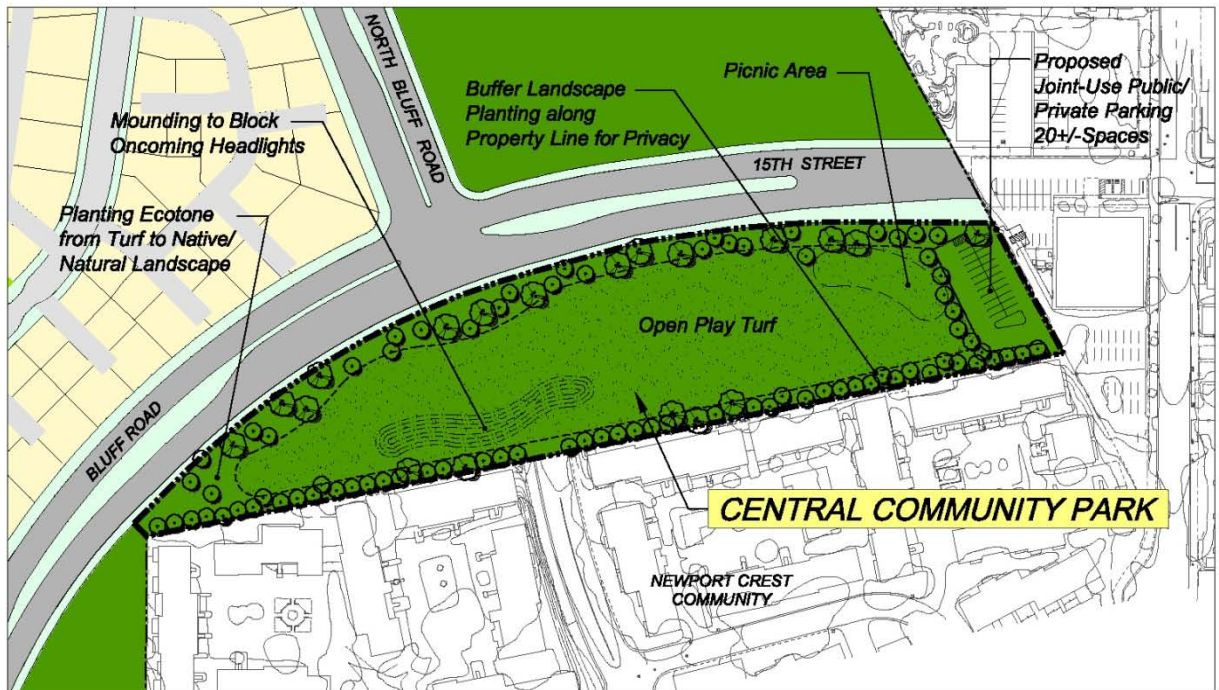 NORTH BLUFF ROAD
Mounding to Block
Oncoming Headlights
Buffer Landscape
Planting along
Property Line for Privacy
Picnic Area
Proposed
Joint-Use Public/
Private Parking
20+/-Spaces
15TH STREET
Planting Ecotone
from Turf to Native/
Natural Landscape
Open Play Turf
BLUFF ROAD
CENTRAL COMMUNITY PARK
NEWPORT CREST
COMMUNITY